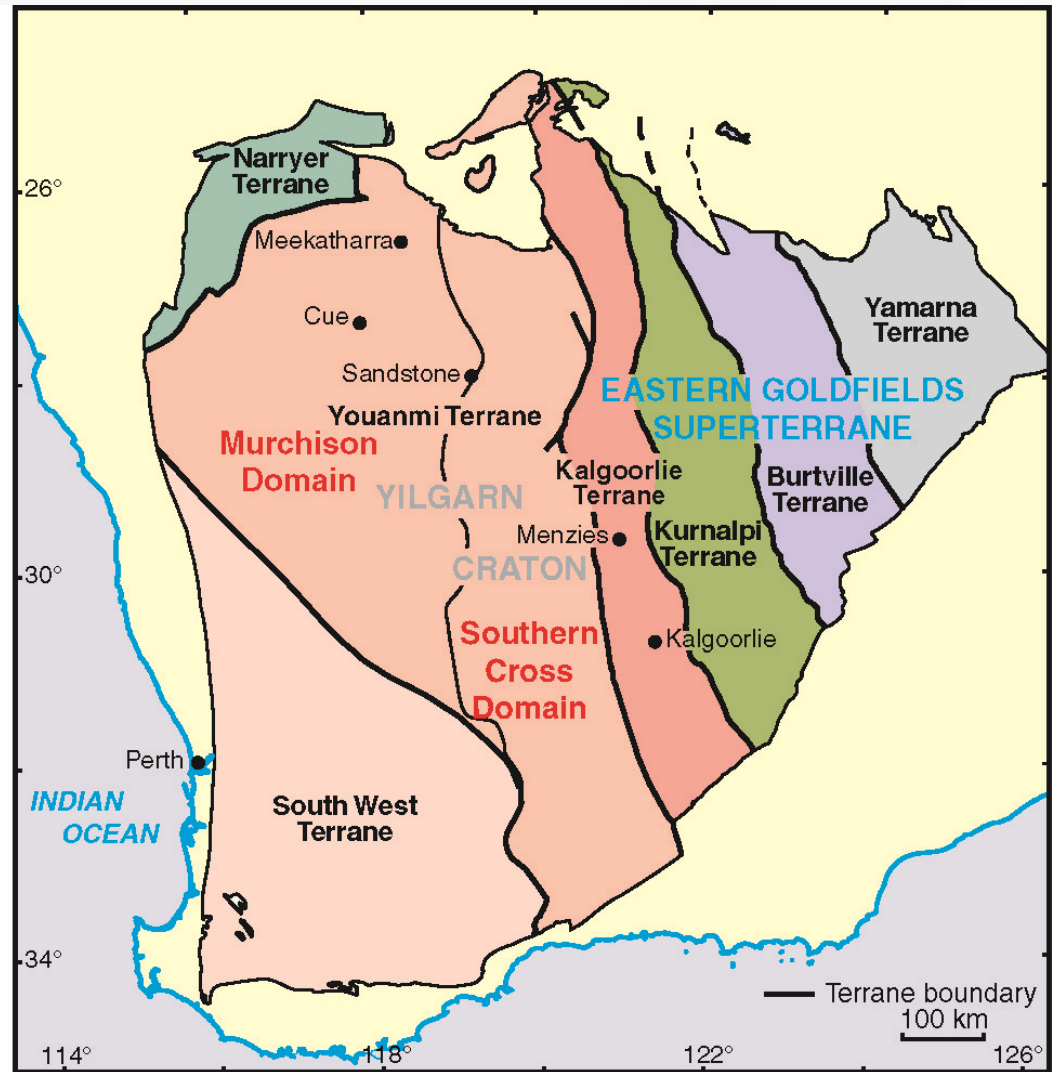 Narryer
Terrane
26°
Meekatharra
Cue
Sandstone
Youanmi Terrane
Murchison
Domain
YILGARN
CRATON
Yamarna
Terrane
EASTERN GOLDFIELDS
SUPERTERRANE
Kalgoorlie
Terrane
Burtville
Terrane
Menzies
Kurnalpi
Terrane
30°
Southern
Cross
Domain
Kalgoorlie
Perth
INDIAN
OCEAN
South West
Terrane
34°
Terrane boundary
100 km
114°
118°
122°
126°